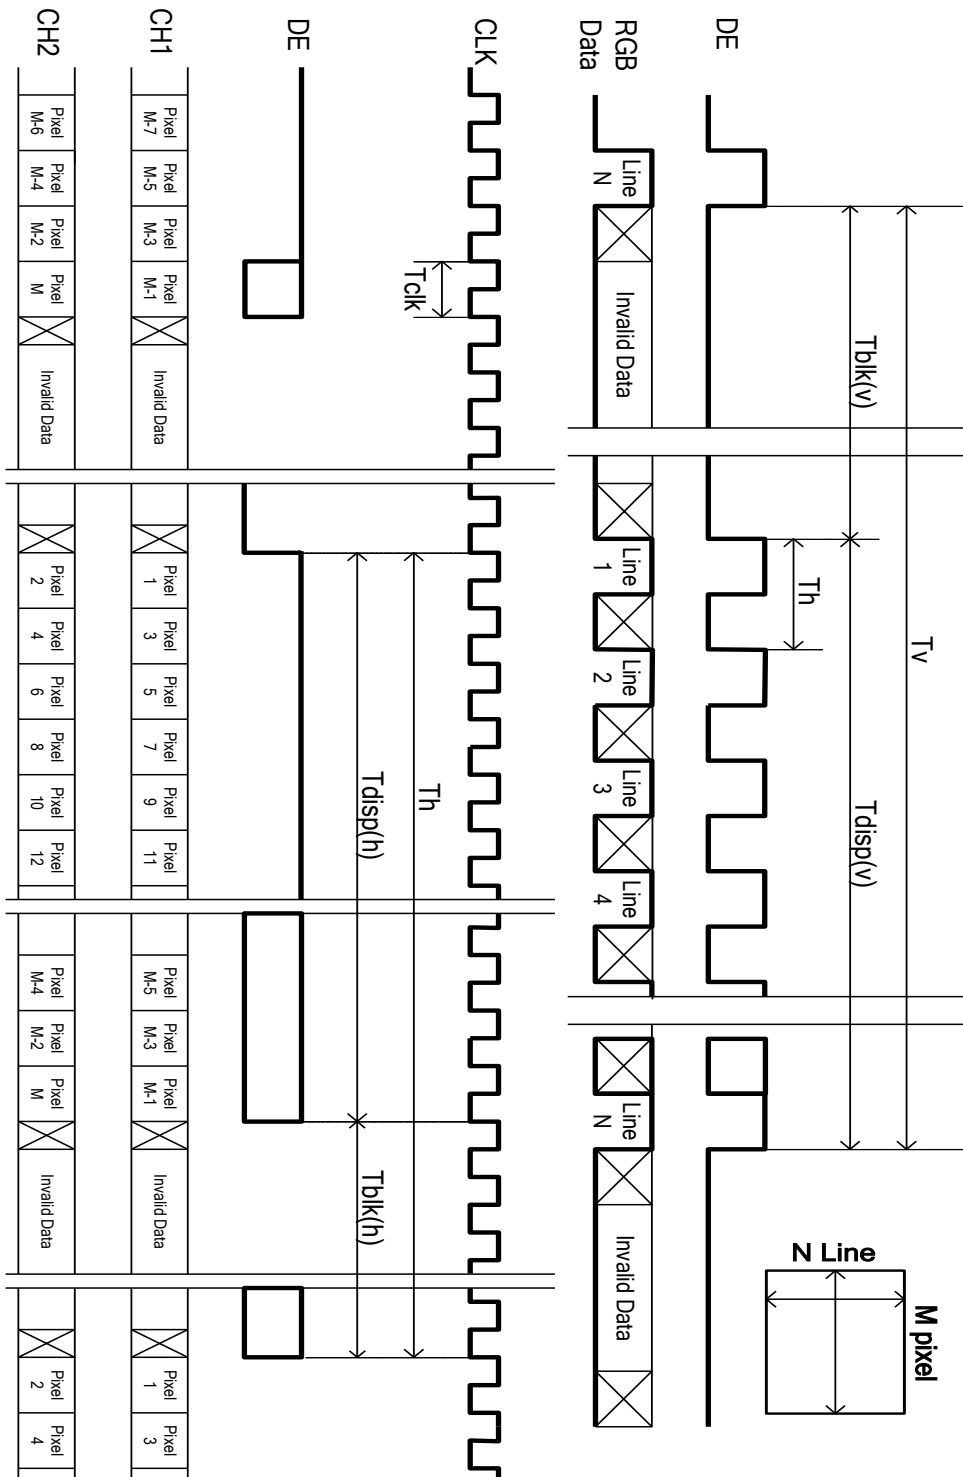 DE
Tv
Tblk(v)
Tdisp(v)
Th
RGB
Data
Line
N
Invalid Data
Line
1
Line
2
Line
3
Line
4
Line
N
Invalid Data
N Line
M pixel
CLK
Tclk
Th
DE
Tdisp(h)
Tblk(h)
CH1
Pixel
M-7
Pixel
M-5
Pixel
M-3
Pixel
M-1
Invalid Data
Pixel
1
Pixel
3
Pixel
5
Pixel
7
Pixel
9
Pixel
11
Pixel
M-5
Pixel
M-3
Pixel
M-1
Invalid Data
Pixel
1
Pixel
3
CH2
Pixel
M-6
Pixel
M-4
Pixel
M-2
Pixel
M
Invalid Data
Pixel
2
Pixel
4
Pixel
6
Pixel
8
Pixel
10
Pixel
12
Pixel
M-4
Pixel
M-2
Pixel
M
Invalid Data
Pixel
2
Pixel
4